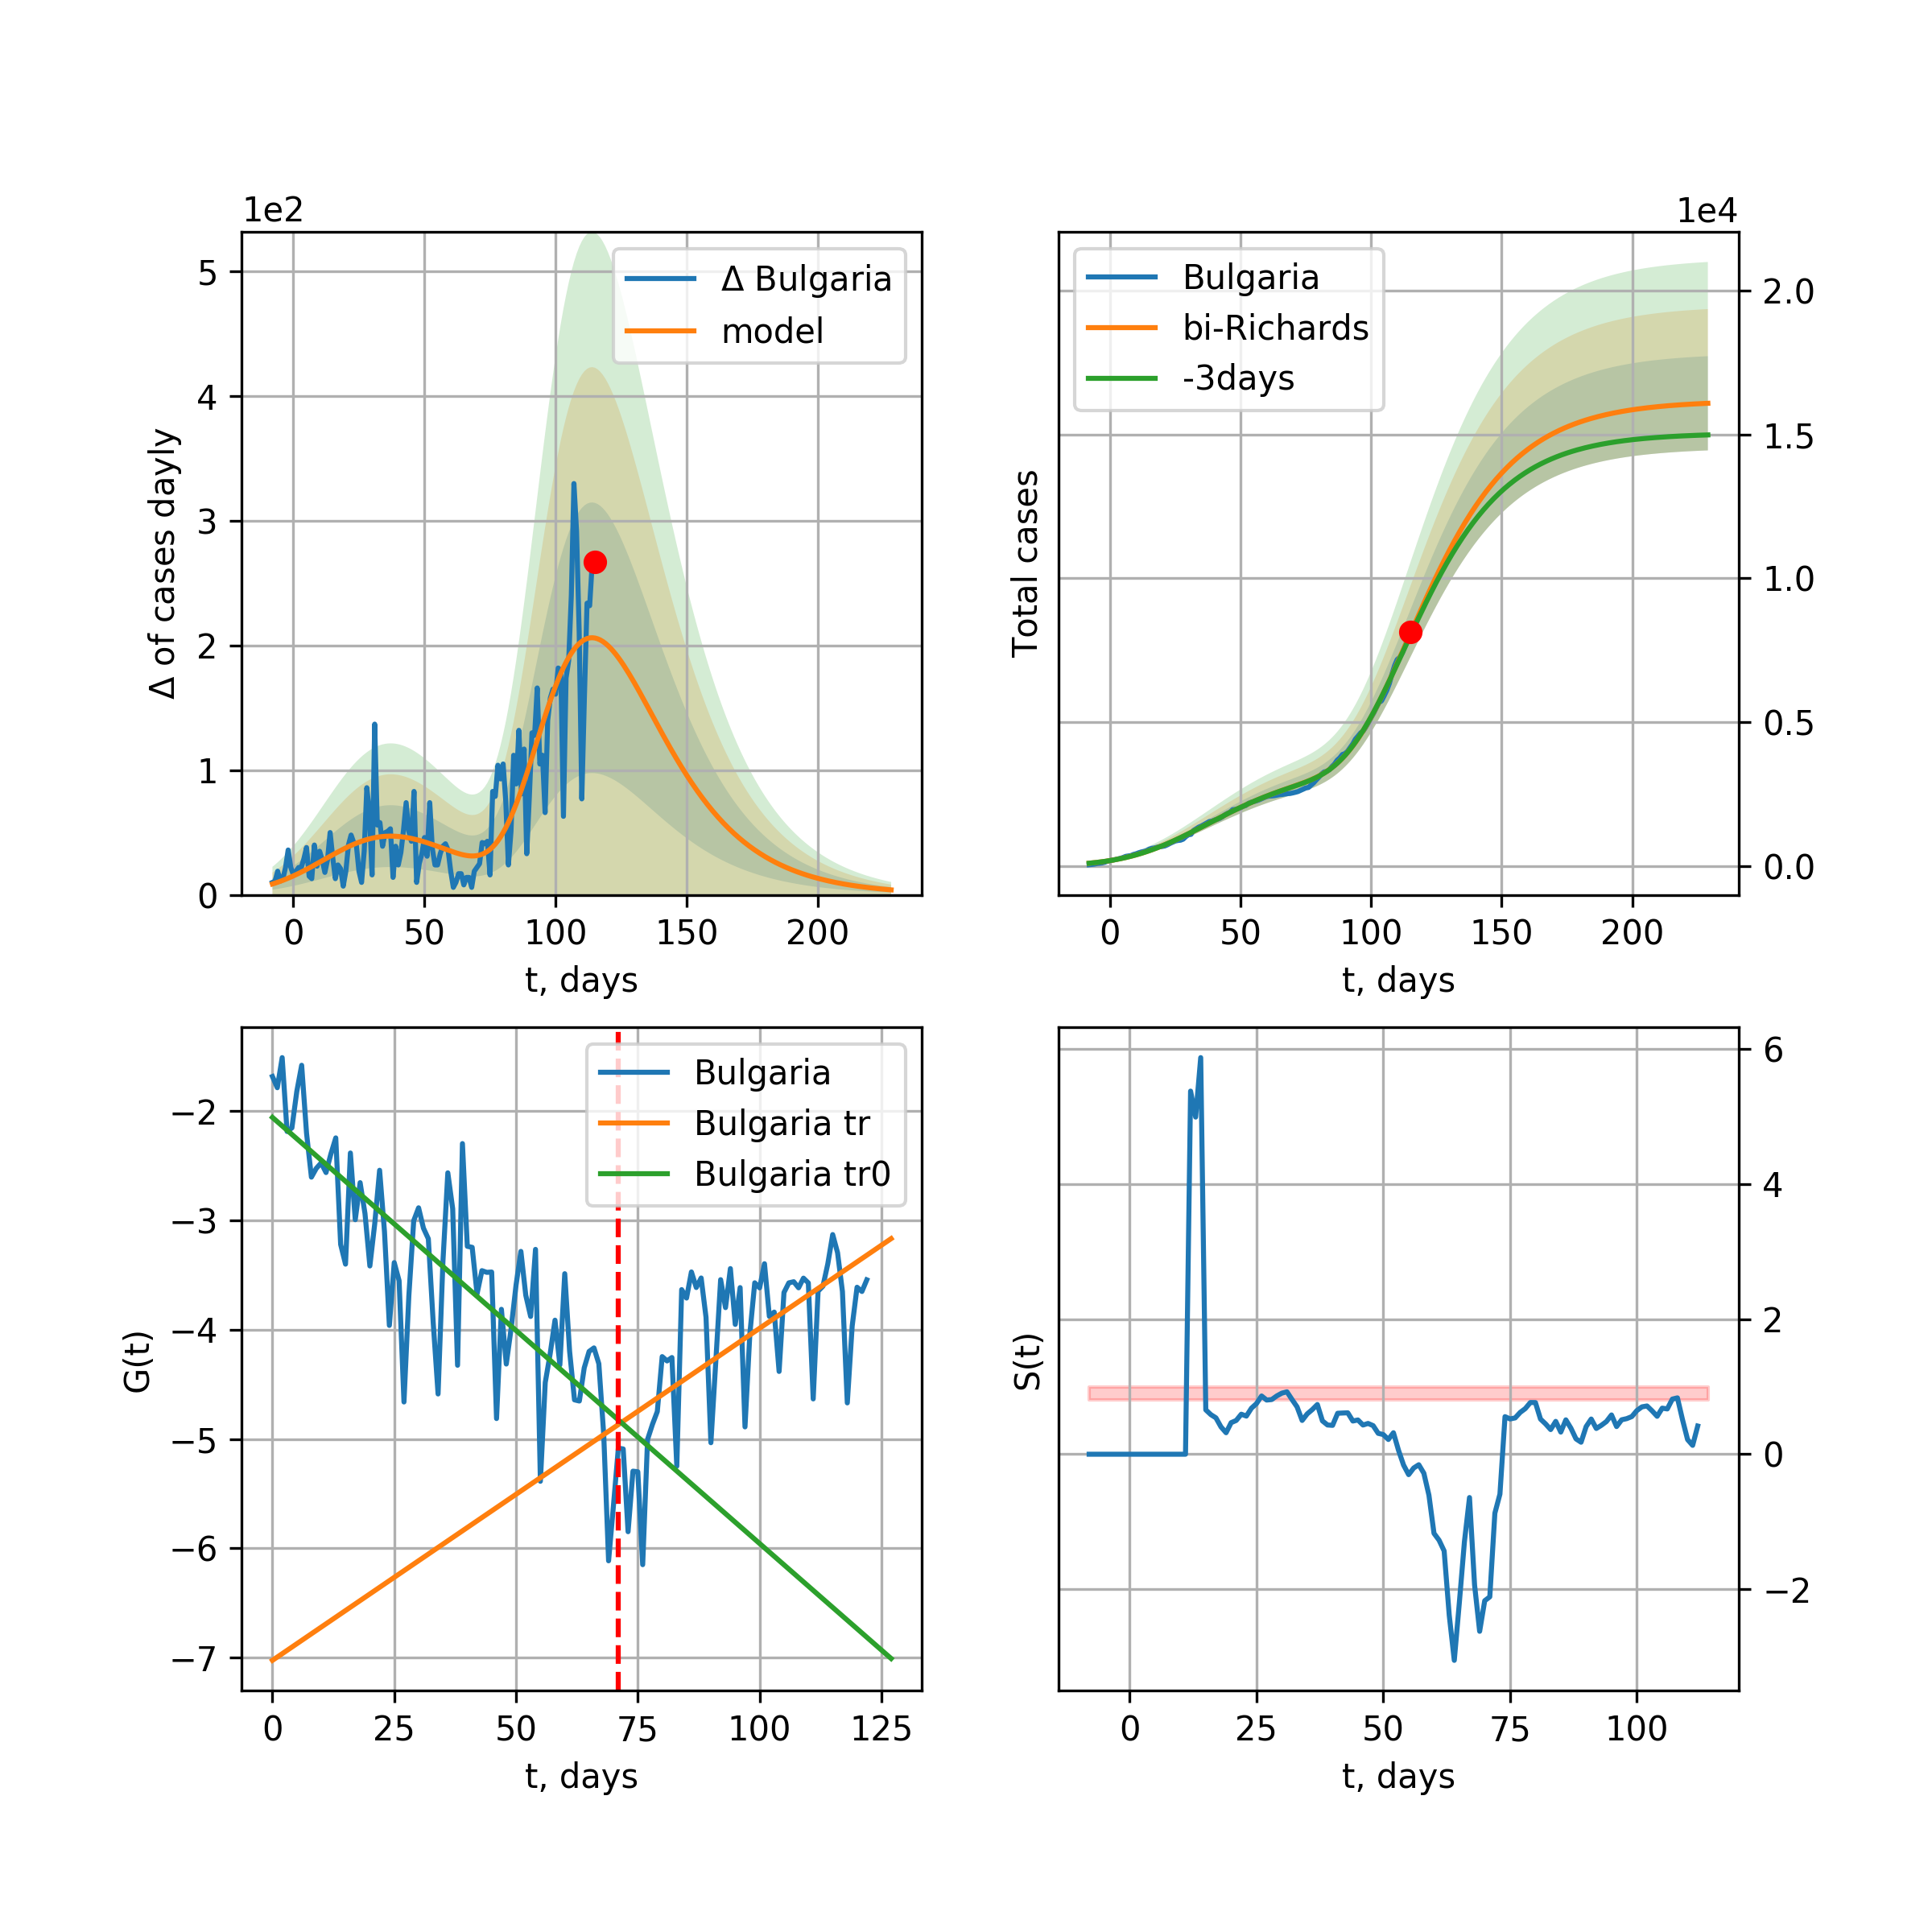 1e2
5
4
3
2
1
0
Δ of cases dayly
Δ Bulgaria
model
0 50 100 150 200
t, days
1e4
2.0
1.5
1.0
0.5
0.0
Total cases
Bulgaria
bi-Richards
-3days
0 50 100 150 200
t, days
−2
−3
−4
−5
−6
−7
G(t)
Bulgaria
Bulgaria tr
Bulgaria tr0
0 25 50 75 100 125
t, days
6
4
2
0
−2
S(t)
0 25 50 75 100
t, days